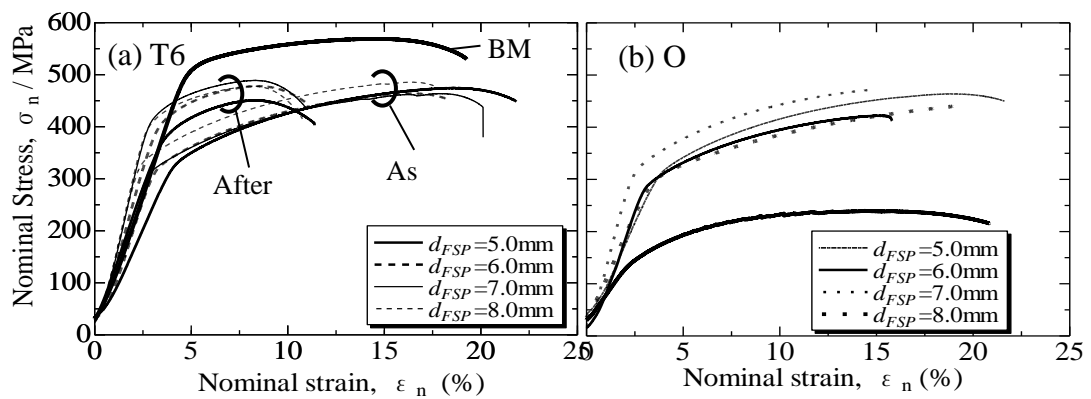 600
500
400
300
200
100
0
Nominal Stress, σ n / MPa
(a) T6
BM
After
As
d FSP=5.0mm
d FSP=6.0mm
d FSP=7.0mm
d FSP=8.0mm
0 5 10 15 20 25
Nominal strain, ε n (%)
(b) O
d FSP=5.0mm
d FSP=6.0mm
d FSP=7.0mm
d FSP=8.0mm
0 5 10 15 20 25
Nominal strain, ε n (%)